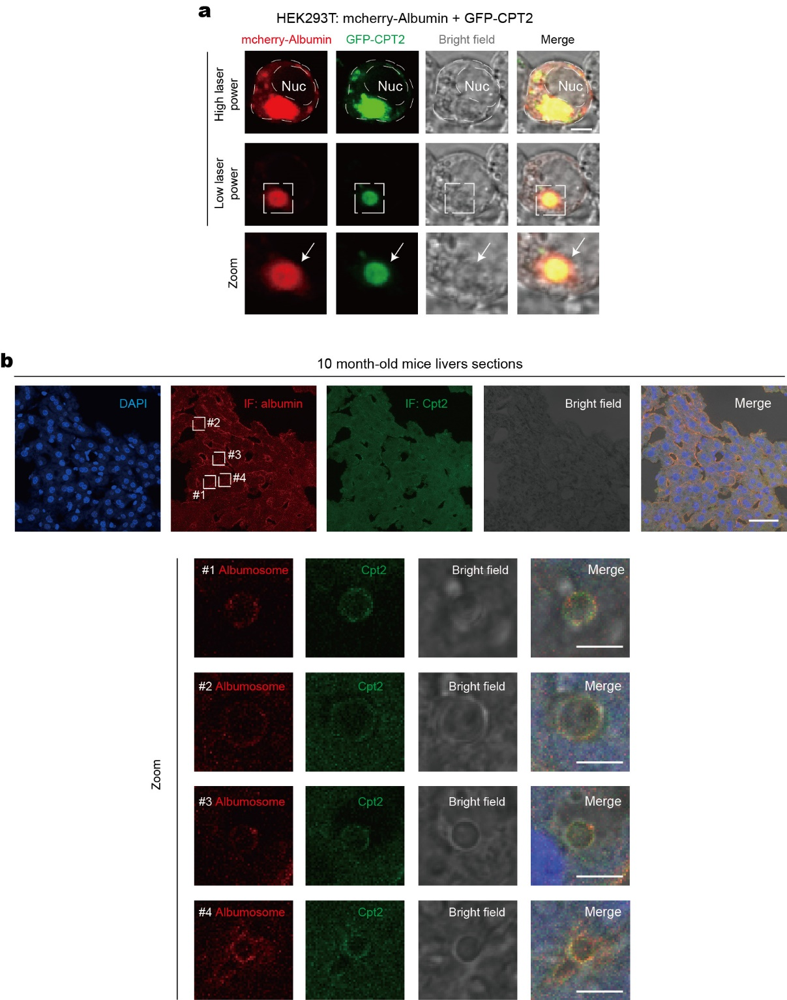 a
HEK293T: mcherry-Albumin + GFP-CPT2
mcherry-Albumin GFP-CPT2 Bright field Merge
High laser power
Nuc Nuc Nuc Nuc
Low laser power
Zoom
b
10 month-old mice livers sections
DAPI IF: albumin IF: Cpt2 Bright field Merge
#2
#3
#4
#1
Zoom
#1 Albumosome Cpt2 Bright field Merge
#2 Albumosome Cpt2 Bright field Merge
#3 Albumosome Cpt2 Bright field Merge
#4 Albumosome Cpt2 Bright field Merge